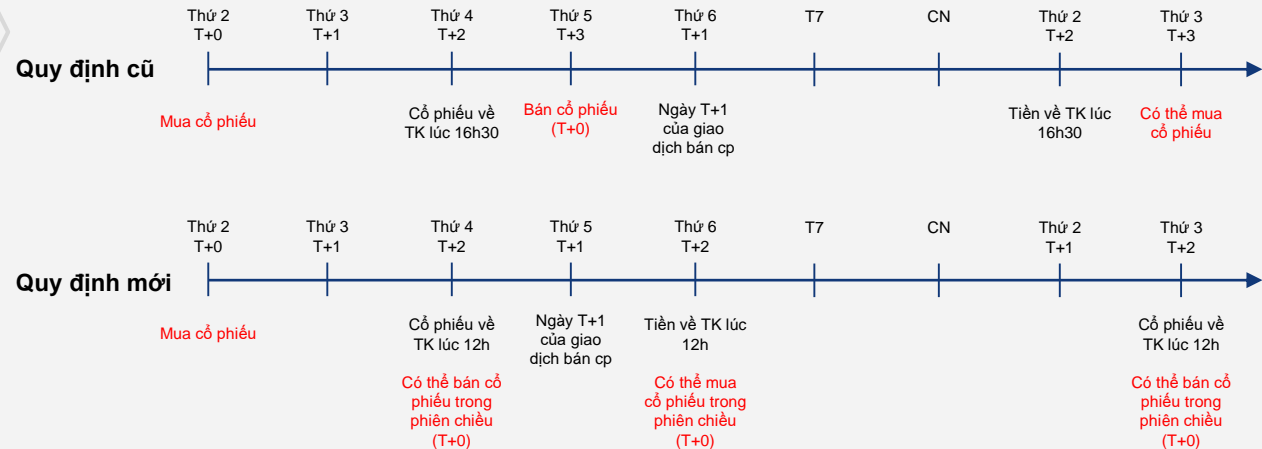 Thứ 2 Thứ 3 Thứ 4 Thứ 5 Thứ 6 T7 CN Thứ 2 Thứ 3
T+0 T+1 T+2 T+3 T+1 T+2 T+3
Quy định cũ
Mua cổ phiếu
Cổ phiếu về
TK lúc 16h30
Bán cổ phiếu
(T+0)
Ngày T+1
của giao
dịch bán cp
Tiền về TK lúc
16h30
Có thể mua
cổ phiếu
Thứ 2 Thứ 3 Thứ 4 Thứ 5 Thứ 6 T7 CN Thứ 2 Thứ 3
T+0 T+1 T+2 T+1 T+2 T+1 T+2
Quy định mới
Mua cổ phiếu
Cổ phiếu về
TK lúc 12h
Có thể bán cổ
phiếu trong
phiên chiều
(T+0)
Ngày T+1
của giao
dịch bán cp
Tiền về TK lúc
12h
Có thể mua
cổ phiếu trong
phiên chiều
(T+0)
Cổ phiếu về
TK lúc 12h
Có thể bán cổ
phiếu trong
phiên chiều
(T+0)